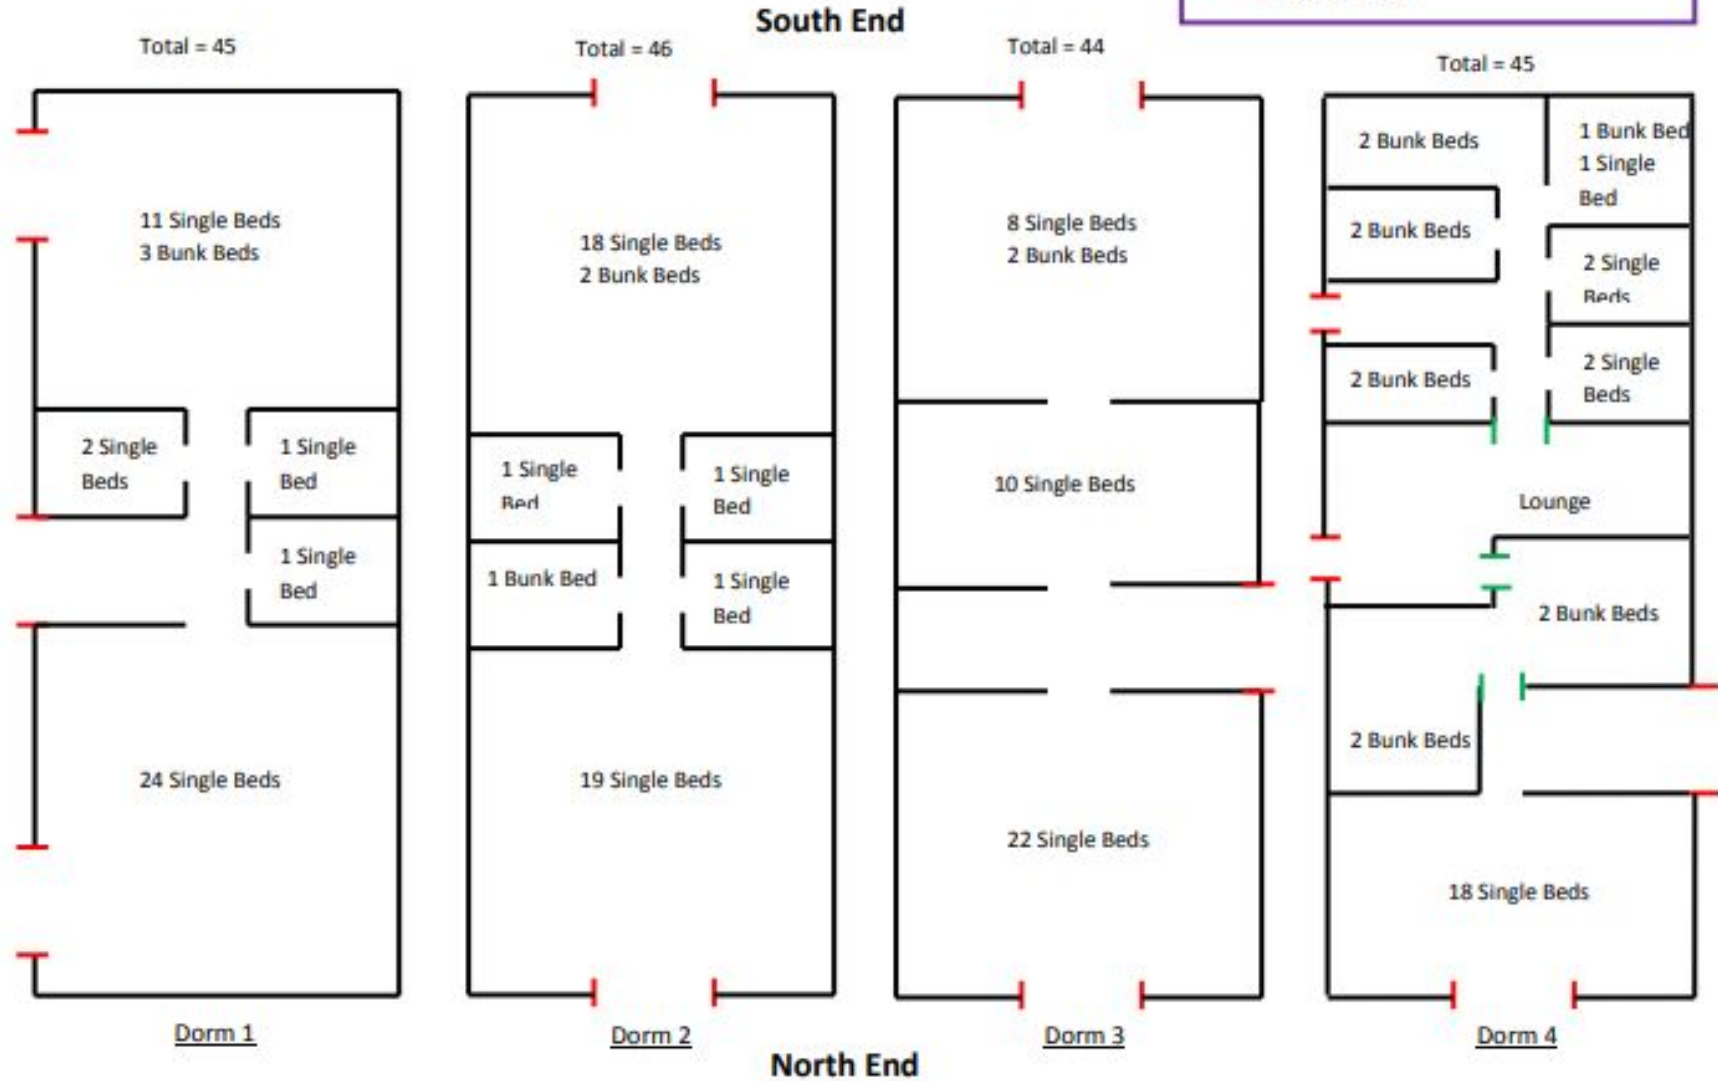 South End
Total = 45
Total = 46
Total = 44
Total = 45
11 Single Beds
3 Bunk Beds
2 Single
Beds
1 Single
Bed
1 Single
Bed
24 Single Beds
Dorm 1
18 Single Beds
2 Bunk Beds
1 Single
Bed
1 Single
Bed
1 Bunk Bed
1 Single
Bed
19 Single Beds
Dorm 2
8 Single Beds
2 Bunk Beds
10 Single Beds
22 Single Beds
Dorm 3
2 Bunk Beds
1 Bunk Bed
1 Single
Bed
2 Bunk Beds
2 Single
Beds
2 Bunk Beds
2 Single
Beds
Lounge
2 Bunk Beds
2 Bunk Beds
18 Single Beds
Dorm 4
North End